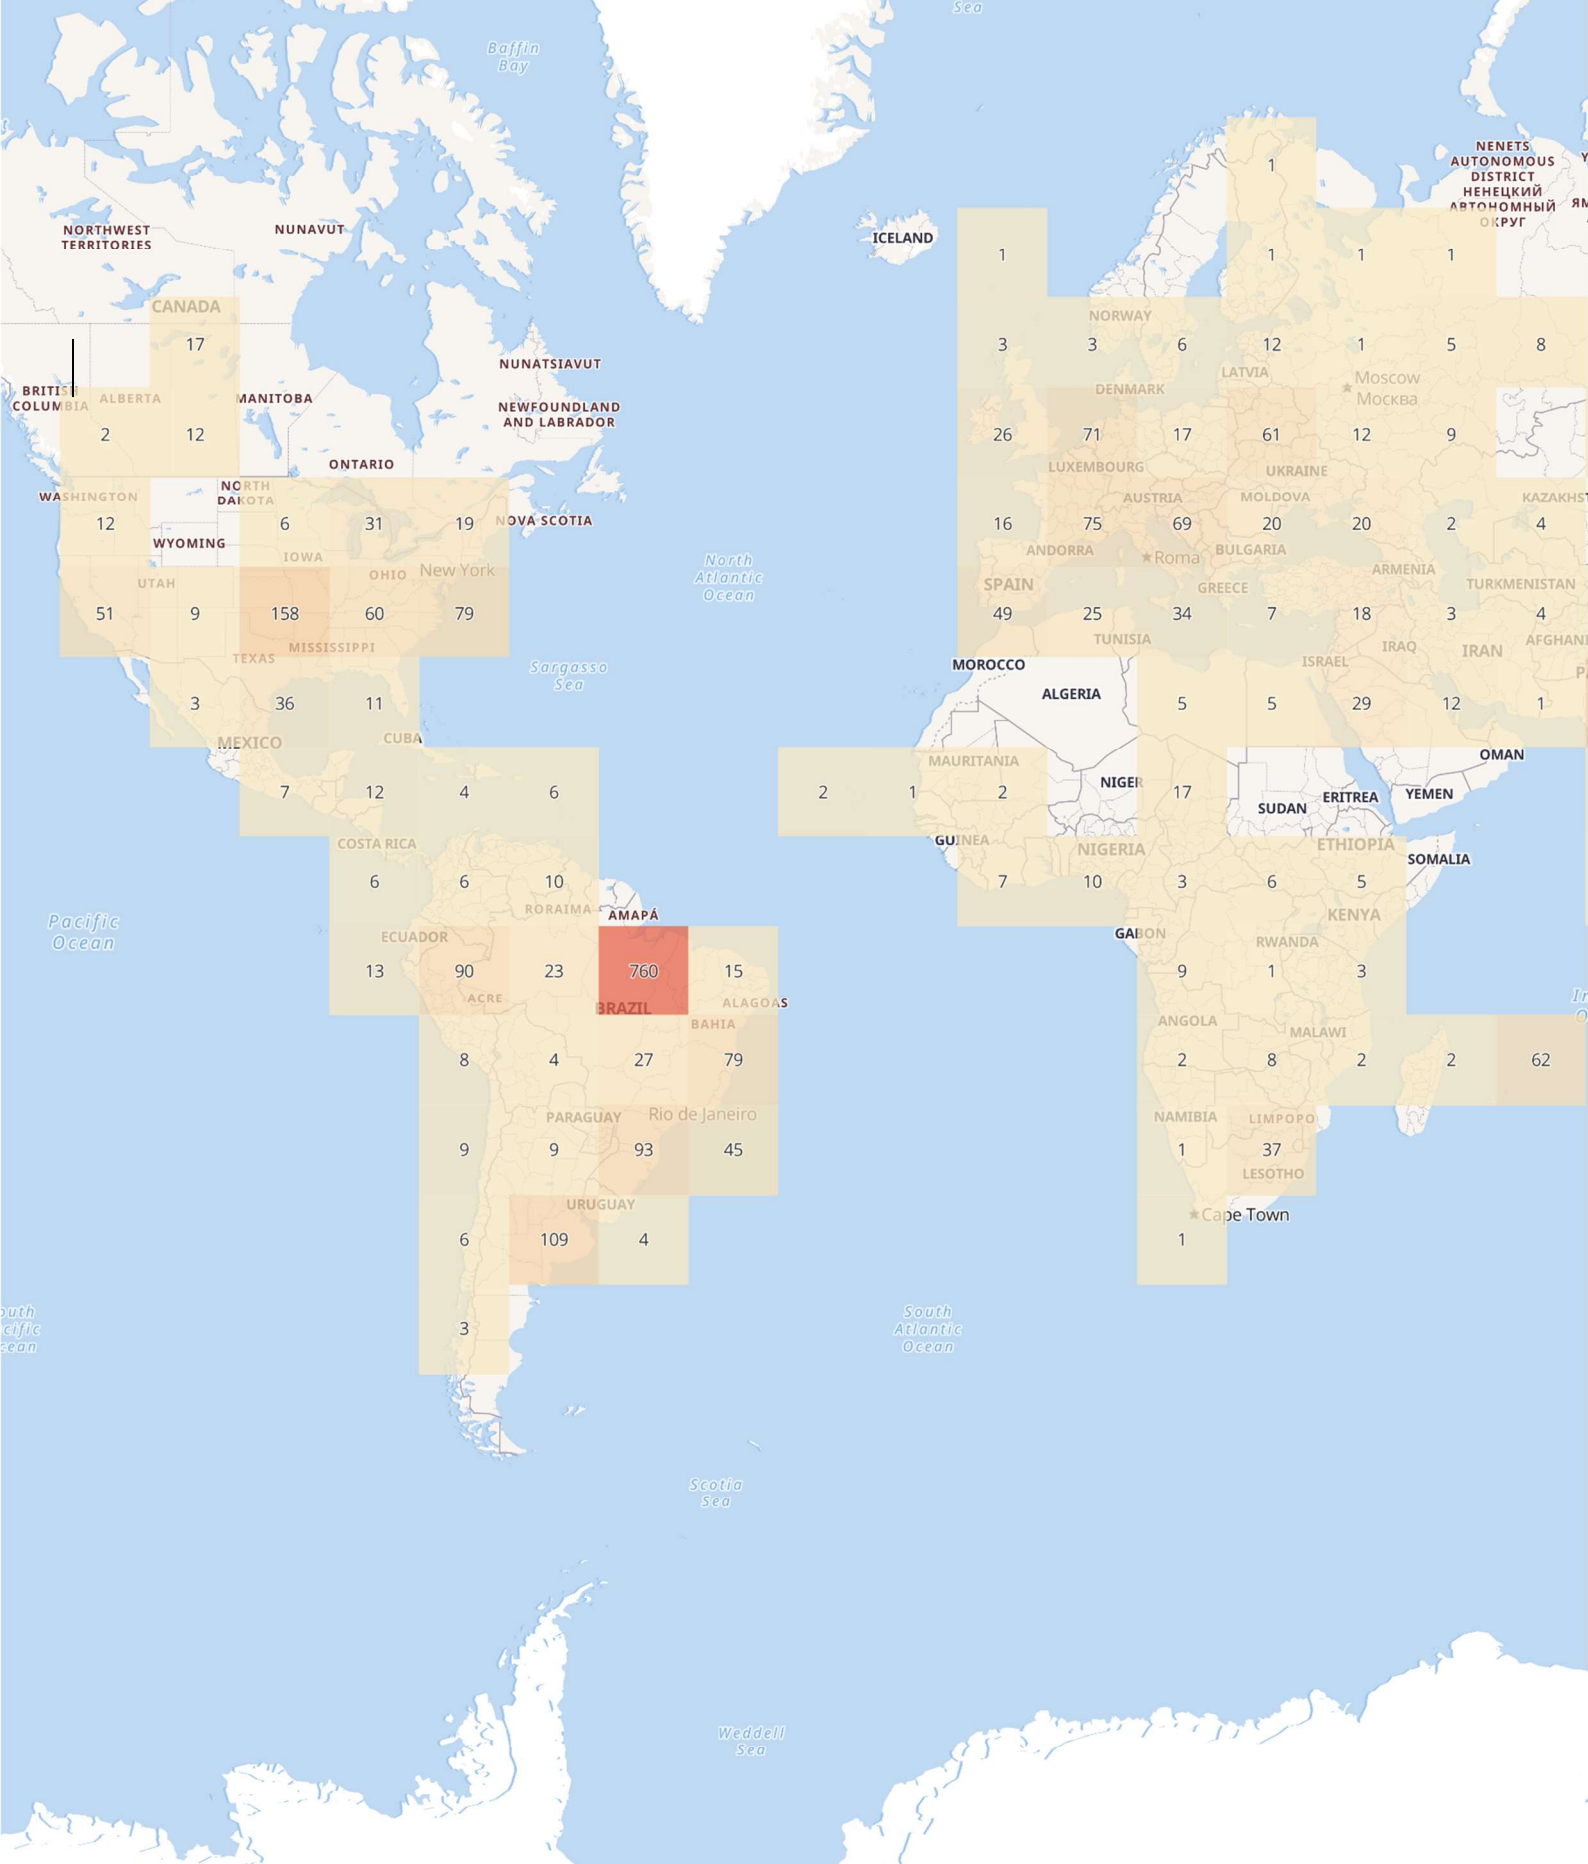 Sea
Baffin
Bay
NENETS
AUTONOMOUS
DISTRICT
НЕНЕЦКИЙ
АВТОНОМНЫЙ
ОКРУГ
1
NORTHWEST
TERRITORIES
NUNAVUT
ICELAND
1
1
1
1
CANADA
NORWAY
17
3
3
6
12
1
5
8
NUNATSIAVUT
LATVIA
Moscow
Москва
BRITISH
COLUMBIA
ALBERTA
MANITOBA
NEWFOUNDLAND
AND LABRADOR
DENMARK
2
12
26
71
17
61
12
9
ONTARIO
LUXEMBOURG
UKRAINE
WASHINGTON
NORTH
DAKOTA
AUSTRIA
MOLDOVA
12
6
31
19
NOVA SCOTIA
16
75
69
20
20
2
4
WYOMING
IOWA
ANDORRA
Roma
BULGARIA
North
Atlantic
Ocean
UTAH
OHIO
New York
SPAIN
GREECE
ARMENIA
TURKMENISTAN
51
9
158
60
79
49
25
34
7
18
3
4
TEXAS
MISSISSIPPI
TUNISIA
ISRAEL
IRAQ
IRAN
Sargasso
Sea
MOROCCO
ALGERIA
3
36
11
5
5
29
12
1
MEXICO
CUBA
MAURITANIA
OMAN
7
12
4
6
2
1
2
NIGER
17
SUDAN
ERITREA
YEMEN
COSTA RICA
GUINEA
NIGERIA
ETHIOPIA
SOMALIA
6
6
10
7
10
3
6
5
RORAIMA
AMAPÁ
KENYA
Pacific
Ocean
ECUADOR
GABON
RWANDA
13
90
23
760
15
9
1
3
ACRE
BRAZIL
ALAGOAS
BAHIA
ANGOLA
MALAWI
8
4
27
79
2
8
2
2
62
PARAGUAY
Rio de Janeiro
NAMIBIA
LIMPOPO
9
9
93
45
1
37
LESOTHO
URUGUAY
Cape Town
6
109
4
1
South
Atlantic
Ocean
3
Scotia
Sea
Weddell
Sea